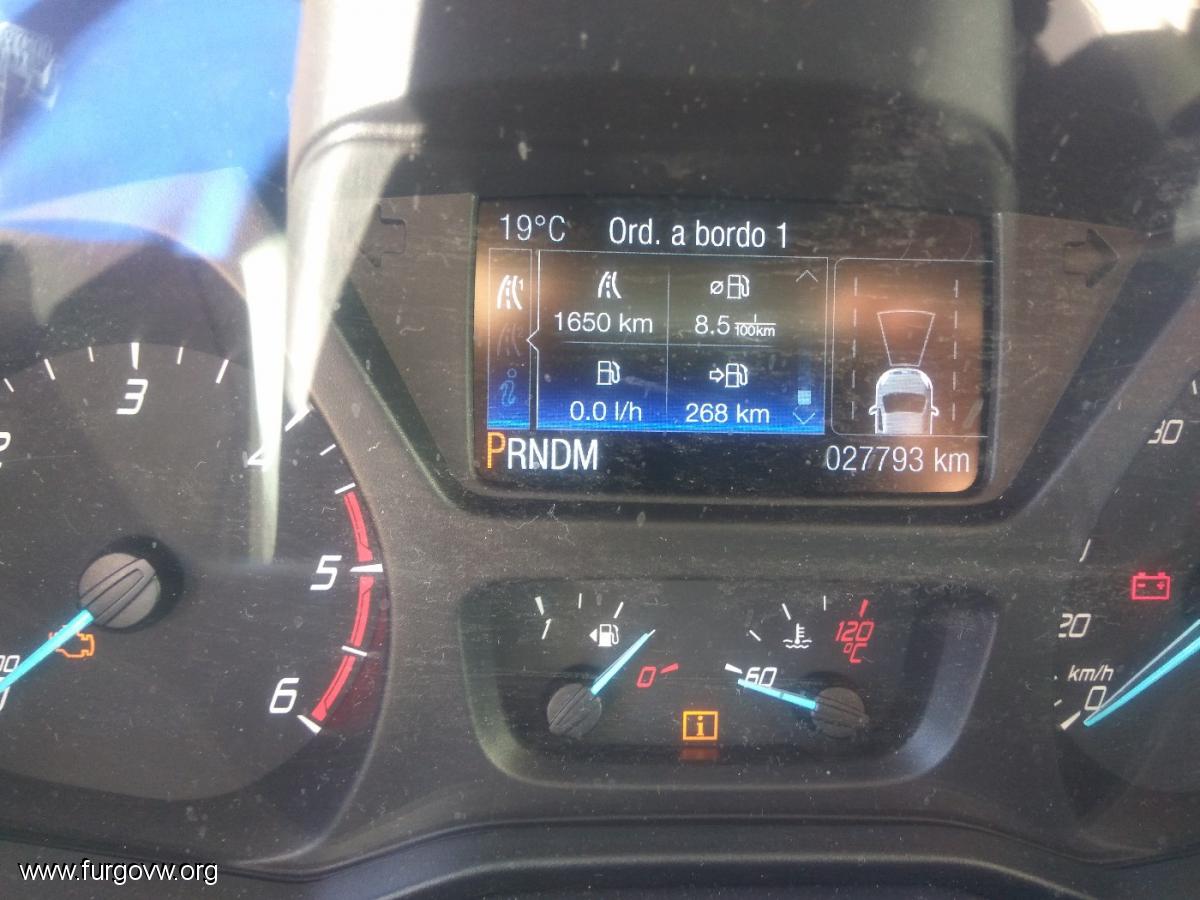 19°C Ord. a bordo 1
1650 km
8.5 l/100km
0.0 l/h
268 km
PRNDM
027793 km
3
4
5
6
1
0
60
120
°C
i
30
20
km/h
0
www.furgovw.org